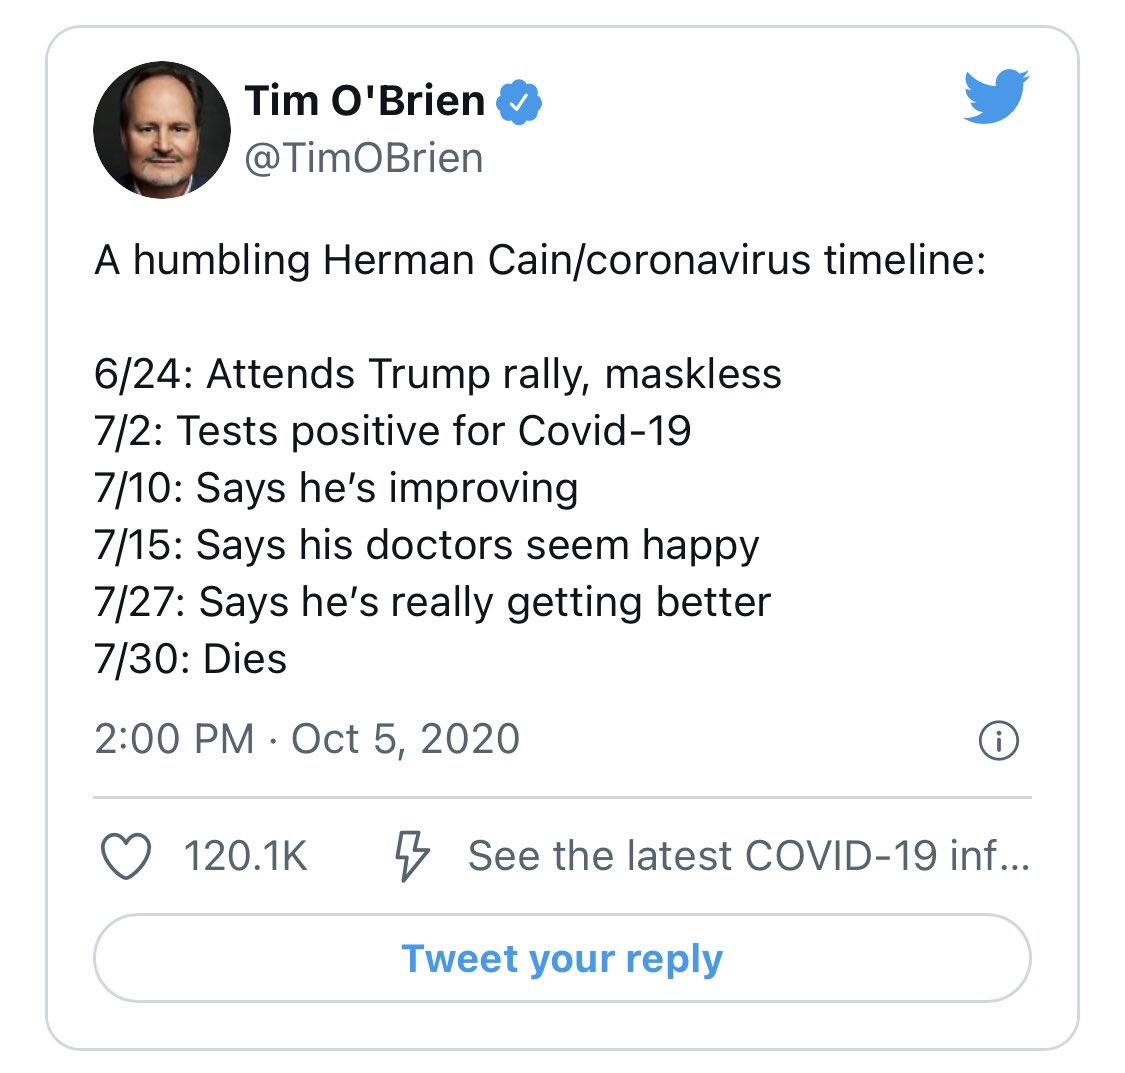 Tim O'Brien
@TimOBrien
A humbling Herman Cain/coronavirus timeline:
6/24: Attends Trump rally, maskless
7/2: Tests positive for Covid-19
7/10: Says he’s improving
7/15: Says his doctors seem happy
7/27: Says he’s really getting better
7/30: Dies
2:00 PM · Oct 5, 2020
120.1K See the latest COVID-19 inf...
Tweet your reply